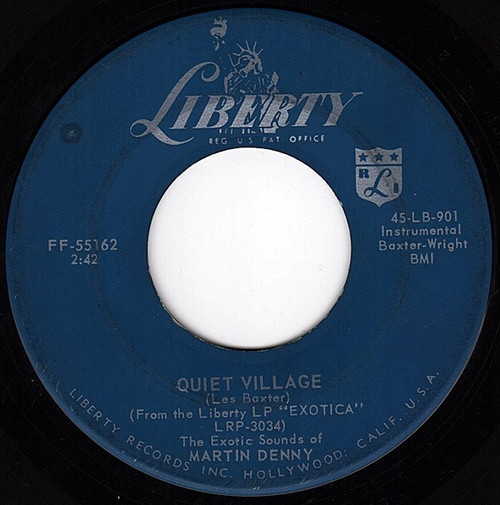 LIBERTY
REG. U.S. PAT. OFFICE
R L I
45-LB-901
Instrumental
Baxter-Wright
BMI
FF-55162
2:42
QUIET VILLAGE
(Les Baxter)
(From the Liberty LP "EXOTICA"
LRP-3034)
The Exotic Sounds of
MARTIN DENNY
LIBERTY RECORDS INC. HOLLYWOOD, CALIF. U.S.A.